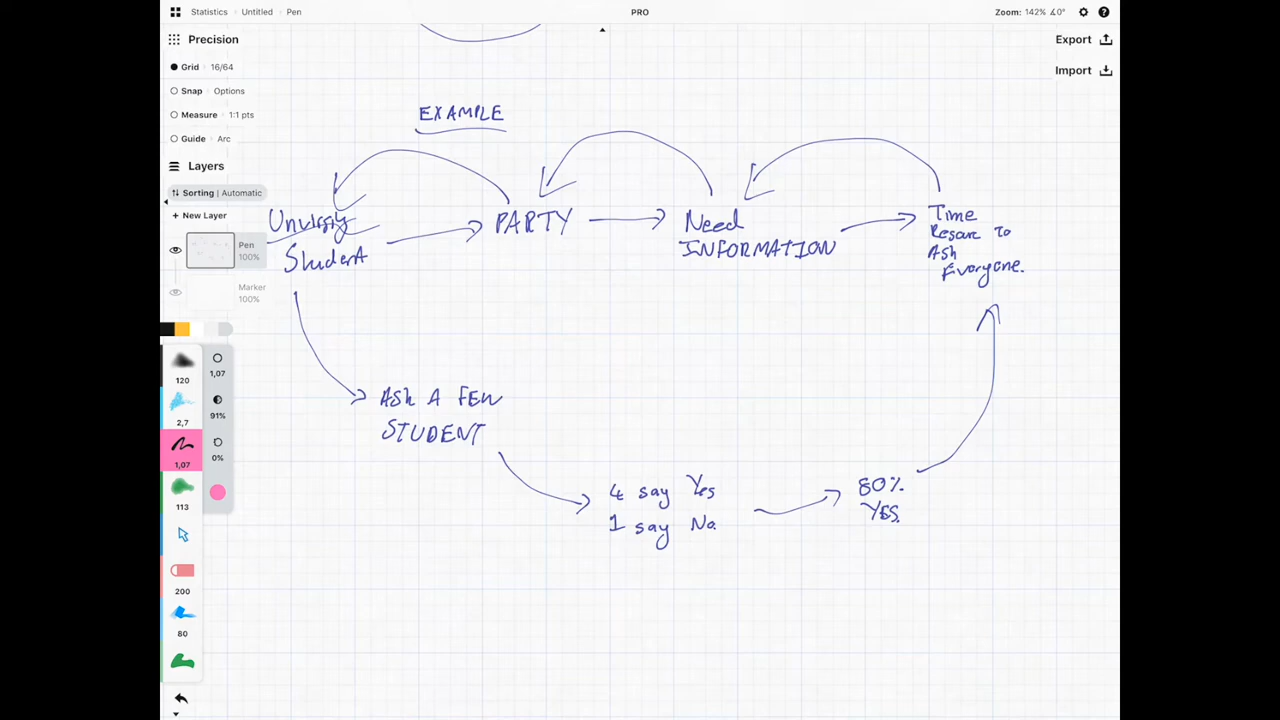 Statistics Untitled Pen
PRO
Zoom: 142% ∡0°
Precision
Export
Import
Grid 16/64
Snap Options
Measure 1:1 pts
Guide Arc
Layers
Sorting | Automatic
+ New Layer
Pen
100%
Marker
100%
120
2,7
1,07
113
200
80
1,07
91%
0%
EXAMPLE
Student
PARTY
Need
INFORMATION
Time
to
Ask
Everyone.
ASk A FEW
STUDENT
4 say Yes
1 say No.
80%
YES.